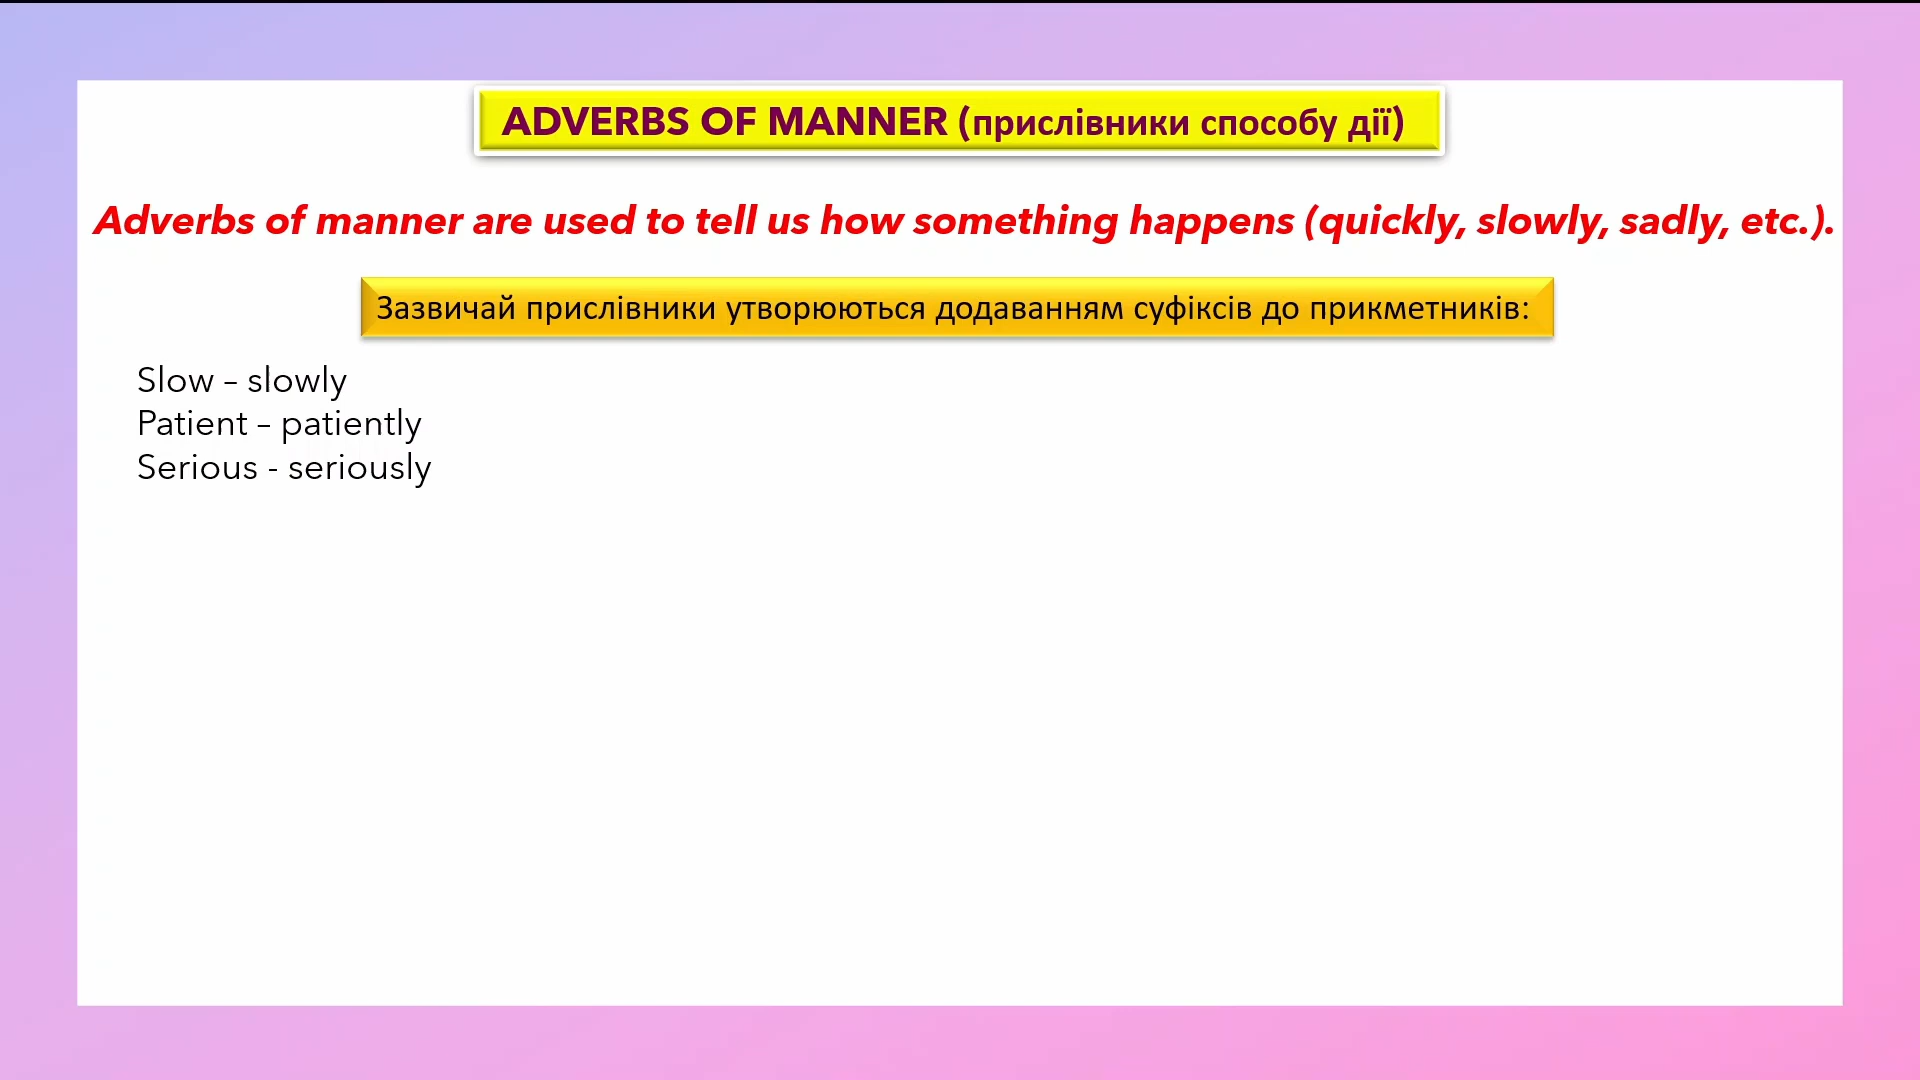 ADVERBS OF MANNER (прислівники способу дії)
Adverbs of manner are used to tell us how something happens (quickly, slowly, sadly, etc.).
Зазвичай прислівники утворюються додаванням суфіксів до прикметників:
Slow – slowly
Patient – patiently
Serious - seriously